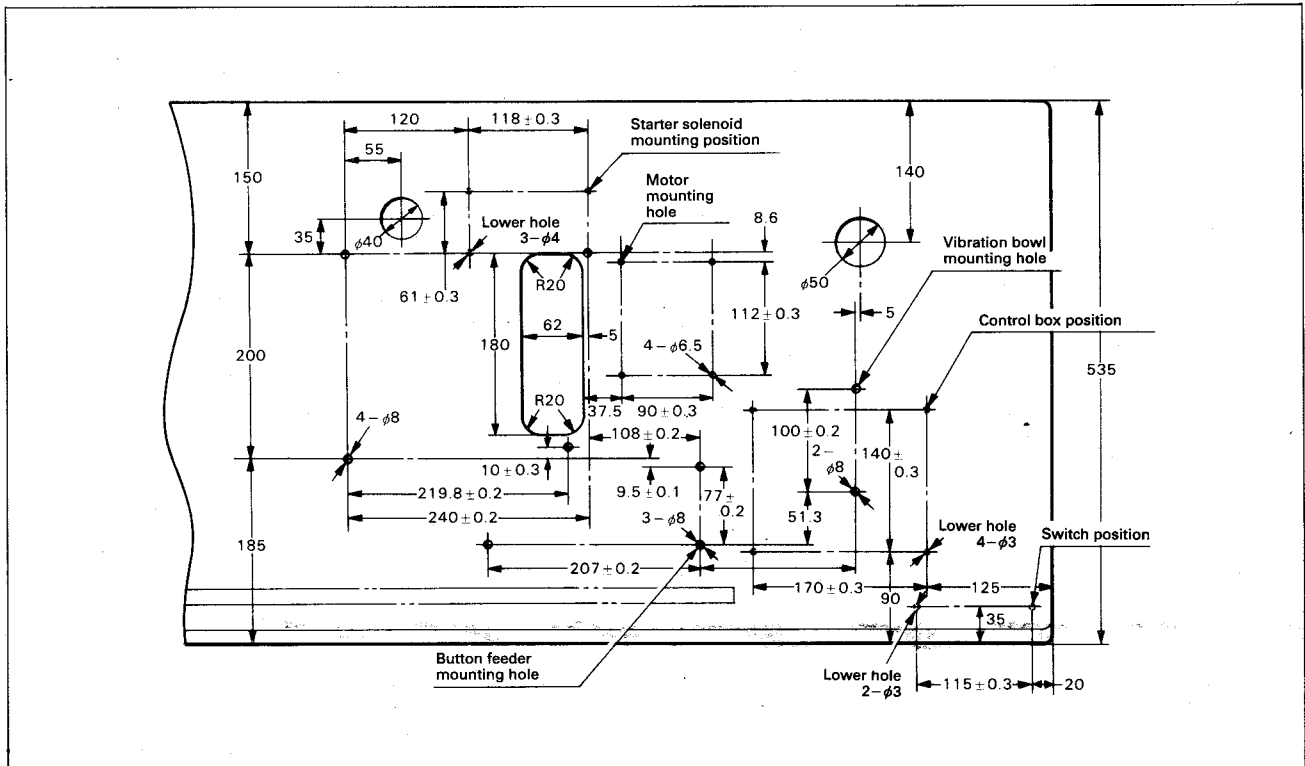 120
118±0.3
Starter solenoid
mounting position
55
150
140
Motor
mounting
hole
8.6
35
φ40
Lower hole
3-φ4
Vibration bowl
mounting hole
R20
61±0.3
φ50
5
112±0.3
Control box position
62
5
180
4-φ6.5
200
535
R20
37.5
90±0.3
4-φ8
108±0.2
100±0.2
2-
φ8
140±
0.3
10±0.3
219.8±0.2
9.5±0.1
77±
0.2
240±0.2
3-φ8
51.3
Lower hole
4-φ3
Switch position
185
207±0.2
170±0.3
125
90
35
Button feeder
mounting hole
Lower hole
2-φ3
115±0.3
20